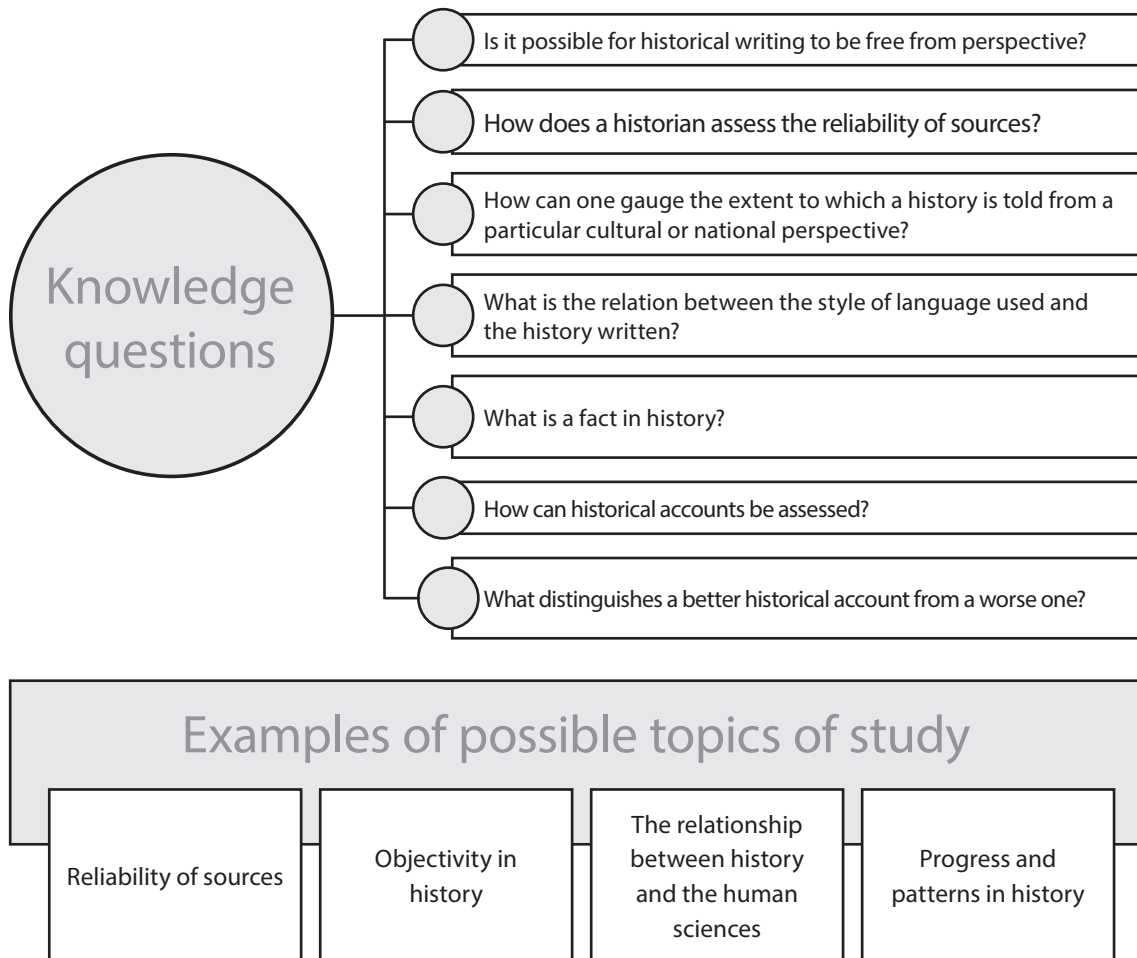 Knowledge
questions
Is it possible for historical writing to be free from perspective?
How does a historian assess the reliability of sources?
How can one gauge the extent to which a history is told from a
particular cultural or national perspective?
What is the relation between the style of language used and
the history written?
What is a fact in history?
How can historical accounts be assessed?
What distinguishes a better historical account from a worse one?
Examples of possible topics of study
Reliability of sources
Objectivity in
history
The relationship
between history
and the human
sciences
Progress and
patterns in history